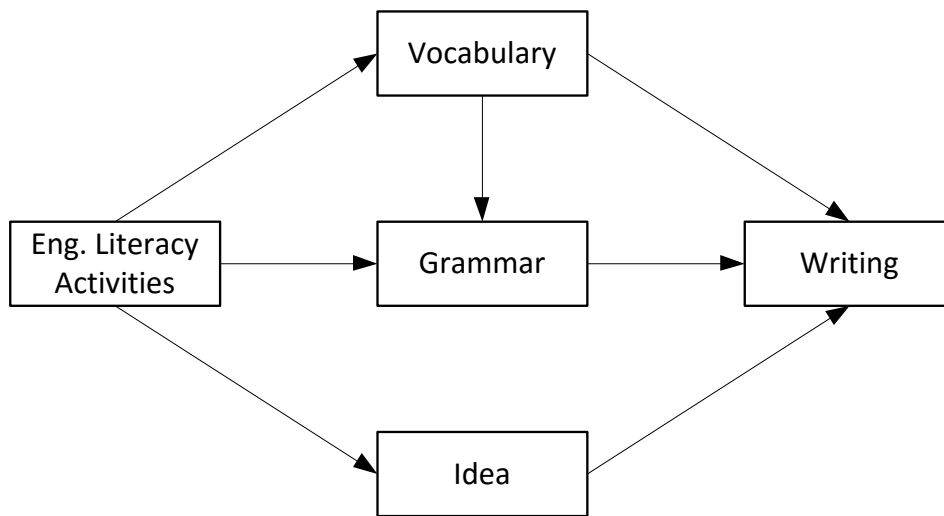 Vocabulary
Eng. Literacy
Activities
Grammar
Writing
Idea